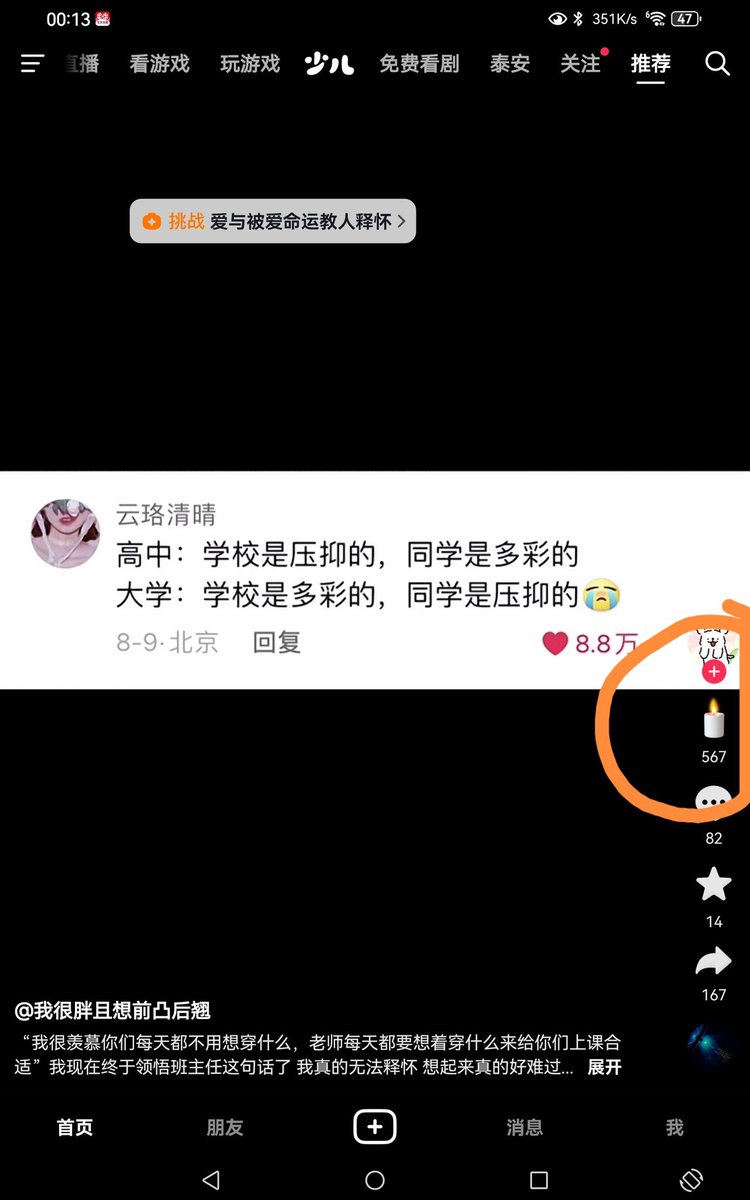 00:13
351K/s 6 47
直播 看游戏 玩游戏 少儿 免费看剧 泰安 关注 推荐
挑战 爱与被爱命运教人释怀
云珞清晴
高中：学校是压抑的，同学是多彩的
大学：学校是多彩的，同学是压抑的😭
8-9·北京 回复 8.8万
567
82
14
167
@我很胖且想前凸后翘
“我很羡慕你们每天都不用想穿什么，老师每天都要想着穿什么来给你们上课合
适”我现在终于领悟班主任这句话了 我真的无法释怀 想起来真的好难过... 展开
首页 朋友 消息 我